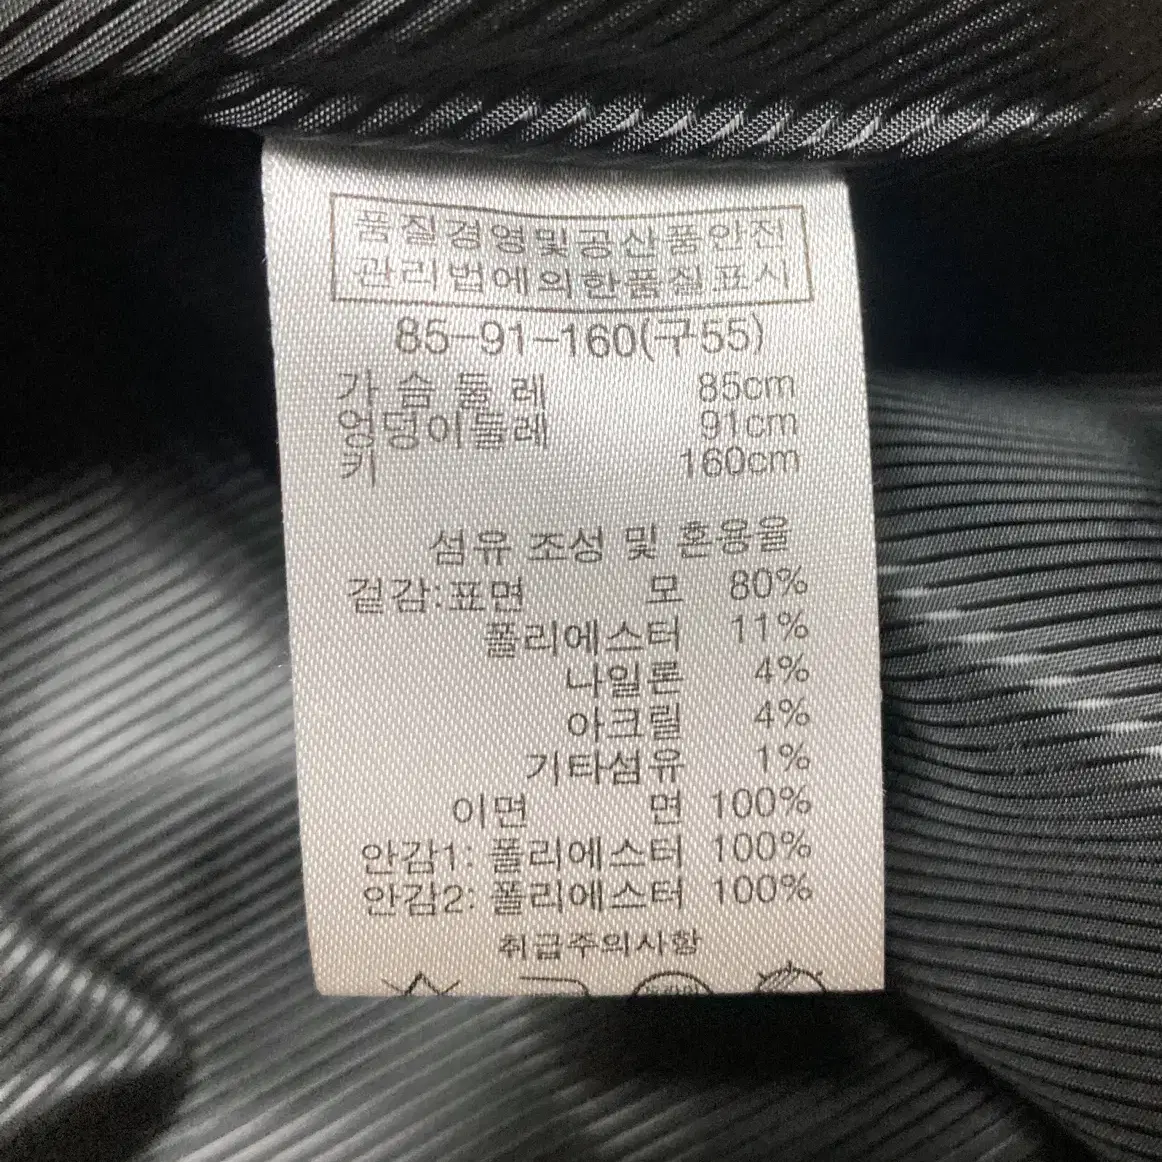 품질경영및공산품안전
관리법에의한품질표시
85-91-160(구55)
가 슴 둘 레 85cm
엉덩이둘레 91cm
키 160cm
섬유 조성 및 혼용율
겉감:표면 모 80%
폴리에스터 11%
나일론 4%
아크릴 4%
기타섬유 1%
이면 면 100%
안감1: 폴리에스터 100%
안감2: 폴리에스터 100%
취급주의사항